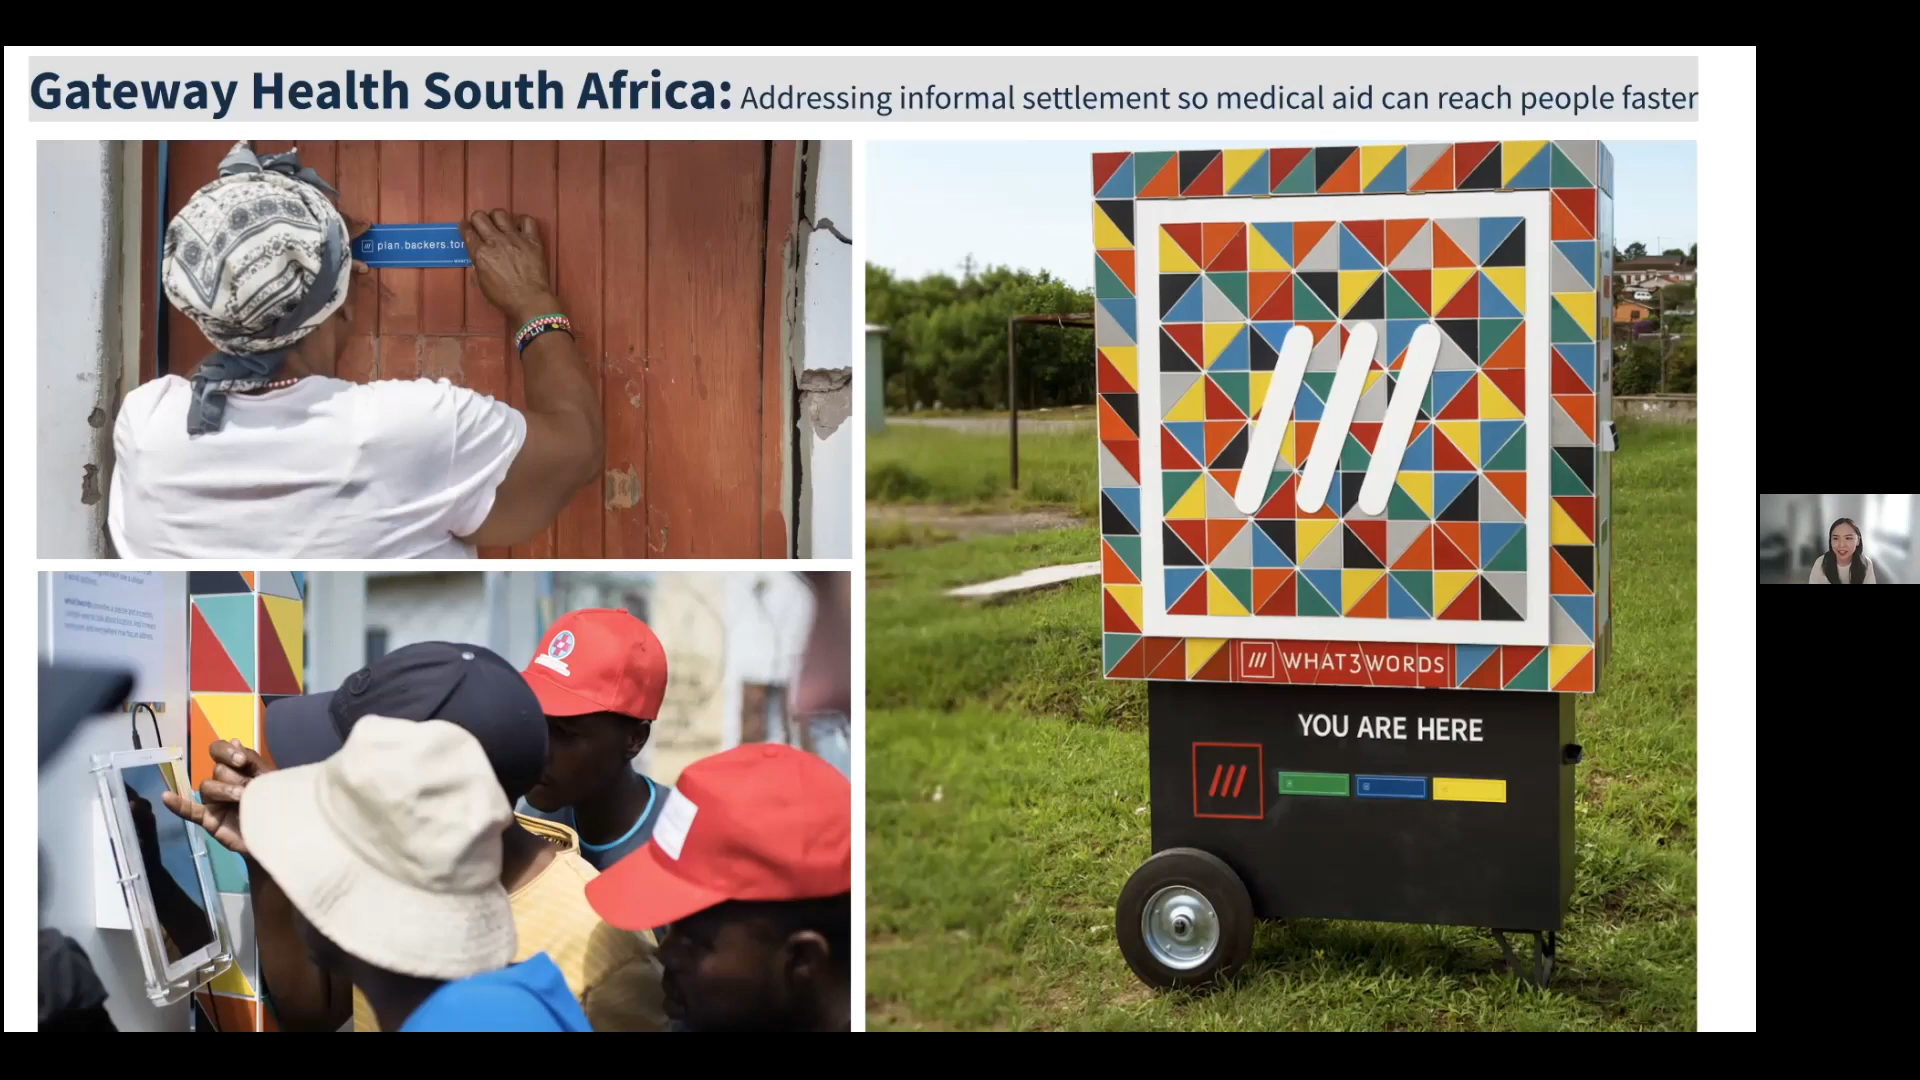 Gateway Health South Africa: Addressing informal settlement so medical aid can reach people faster
plan.backers.tor
LIV
WHAT3WORDS
YOU ARE HERE